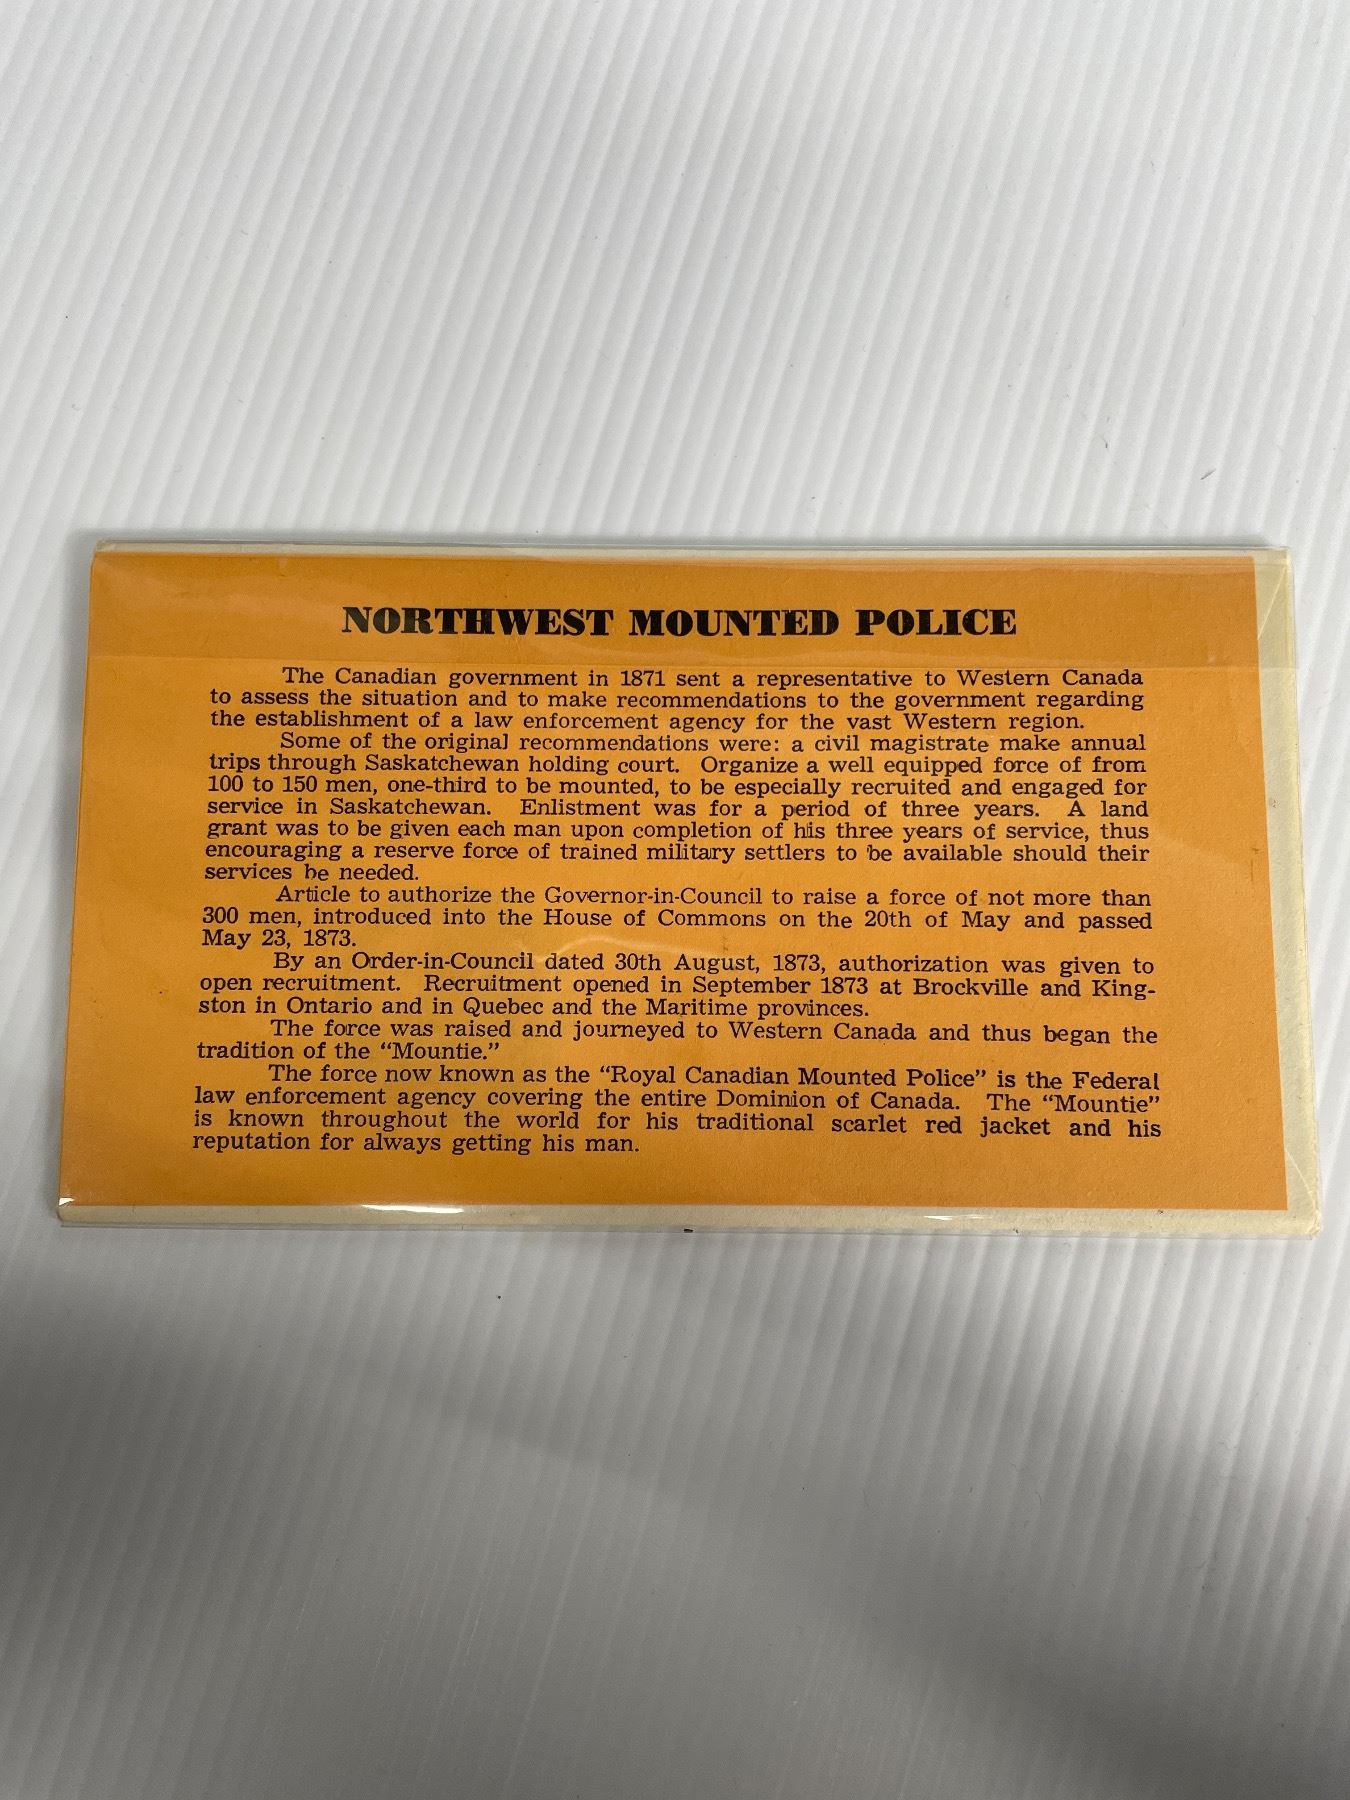 NORTHWEST MOUNTED POLICE
The Canadian government in 1871 sent a representative to Western Canada
to assess the situation and to make recommendations to the government regarding
the establishment of a law enforcement agency for the vast Western region.
Some of the original recommendations were: a civil magistrate make annual
trips through Saskatchewan holding court. Organize a well equipped force of from
100 to 150 men, one-third to be mounted, to be especially recruited and engaged for
service in Saskatchewan. Enlistment was for a period of three years. A land
grant was to be given each man upon completion of his three years of service, thus
encouraging a reserve force of trained military settlers to be available should their
services be needed.
Article to authorize the Governor-in-Council to raise a force of not more than
300 men, introduced into the House of Commons on the 20th of May and passed
May 23, 1873.
By an Order-in-Council dated 30th August, 1873, authorization was given to
open recruitment. Recruitment opened in September 1873 at Brockville and King-
ston in Ontario and in Quebec and the Maritime provinces.
The force was raised and journeyed to Western Canada and thus began the
tradition of the “Mountie.”
The force now known as the “Royal Canadian Mounted Police” is the Federal
law enforcement agency covering the entire Dominion of Canada. The “Mountie”
is known throughout the world for his traditional scarlet red jacket and his
reputation for always getting his man.